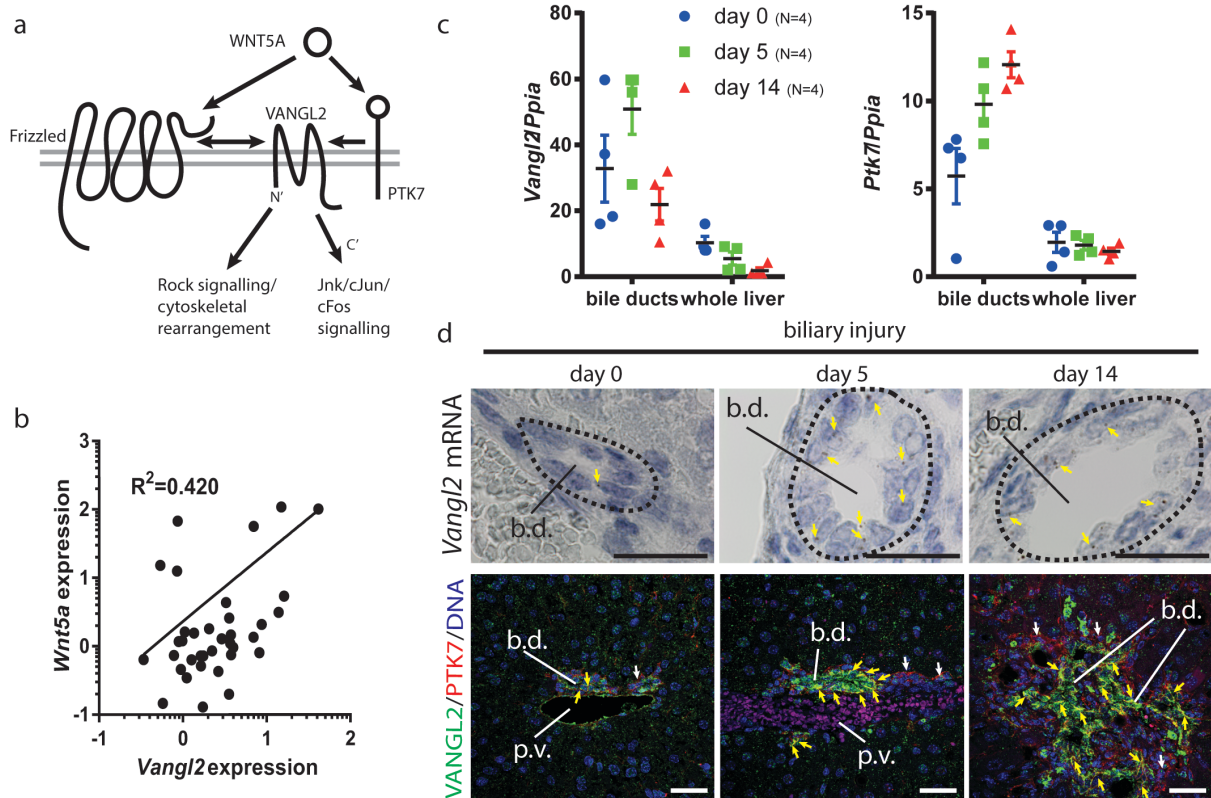 a
WNT5A
Frizzled
VANGL2
PTK7
N’
C’
Rock signalling/
cytoskeletal
rearrangement
Jnk/cJun/
cFos
signalling
b
R²=0.420
Wnt5a expression
3
2
1
0
-1
-1
0
1
2
Vangl2 expression
c
day 0 (N=4)
day 5 (N=4)
day 14 (N=4)
Vangl2/Ppia
80
60
40
20
0
bile ducts whole liver
Ptk7/Ppia
15
10
5
0
bile ducts whole liver
d
biliary injury
day 0
day 5
day 14
Vangl2 mRNA
b.d.
b.d.
b.d.
VANGL2/PTK7/DNA
b.d.
p.v.
b.d.
p.v.
b.d.